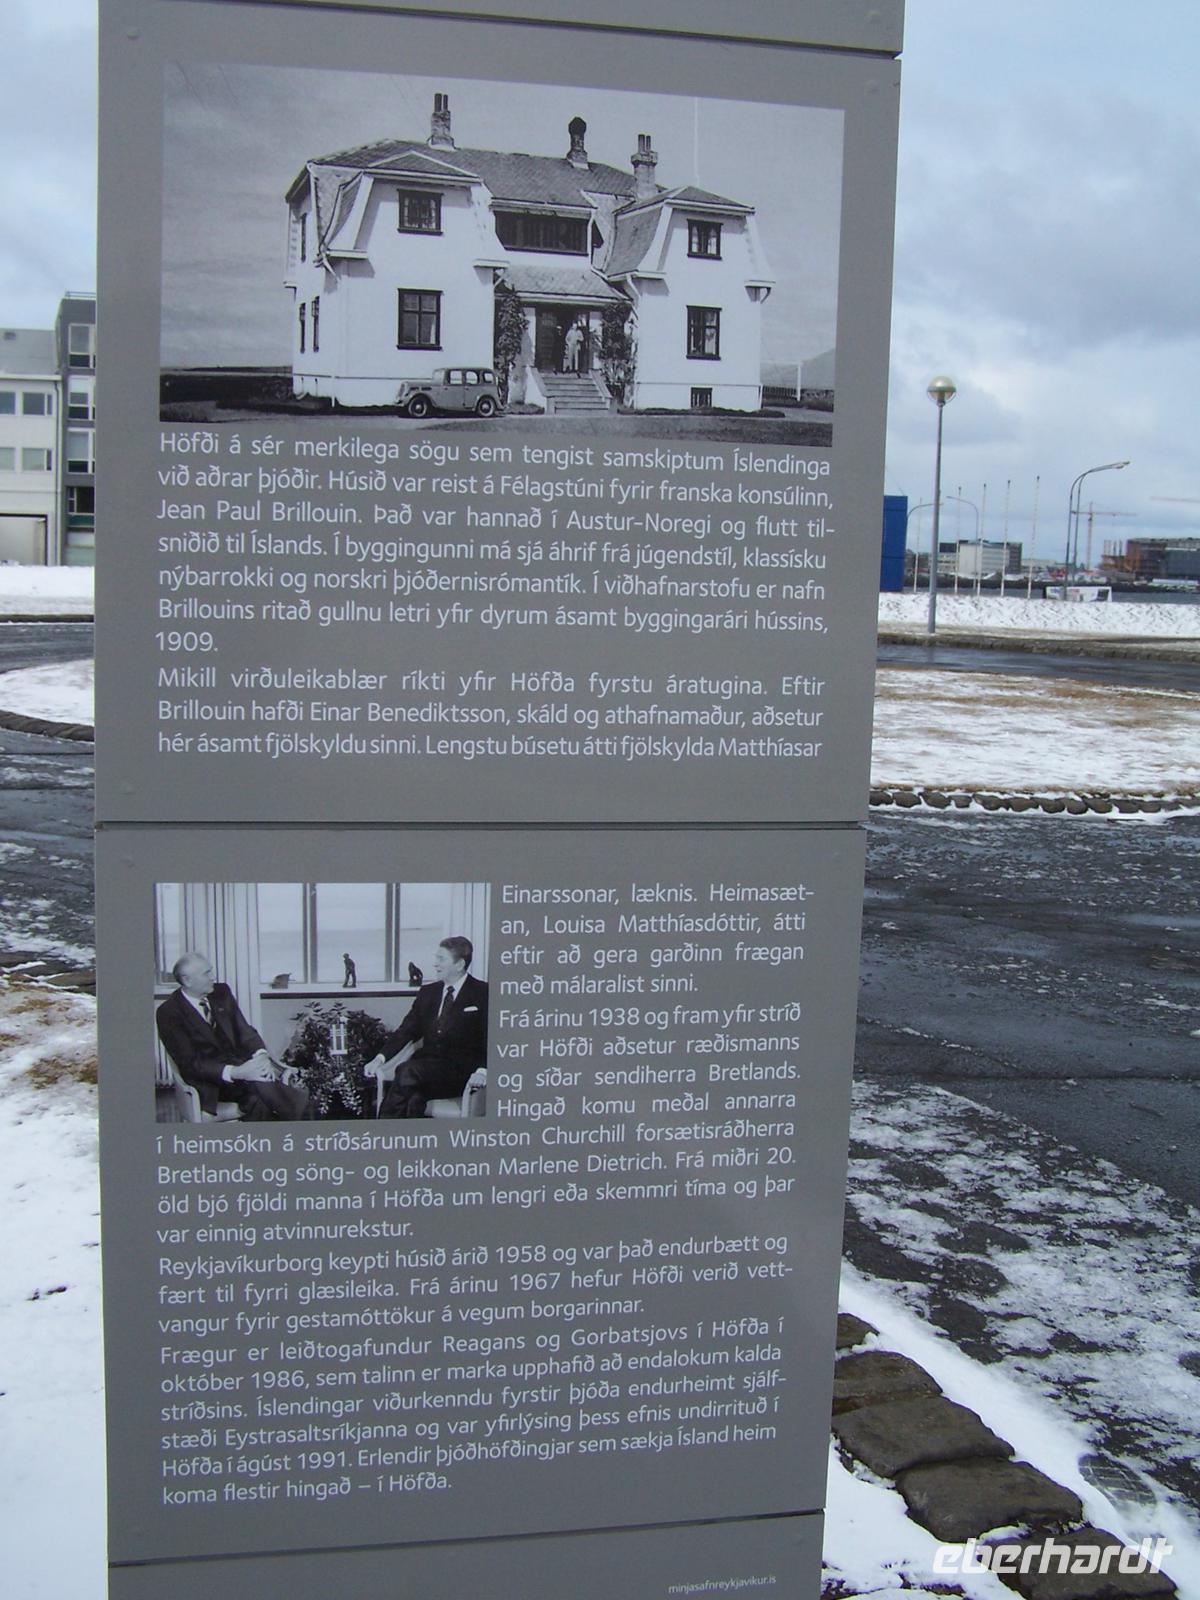 Höfði á sér merkilega sögu sem tengist samskiptum Íslendinga
við aðrar þjóðir. Húsið var reist á Félagstúni fyrir franska konsúlinn,
Jean Paul Brillouin. Það var hannað í Austur-Noregi og flutt til-
sniðið til Íslands. Í byggingunni má sjá áhrif frá júgendstíl, klassísku
nýbarrokki og norskri þjóðernisrómantík. Í viðhafnarstofu er nafn
Brillouins ritað gullnu letri yfir dyrum ásamt byggingarári hússins,
1909.
Mikill virðuleikablær ríkti yfir Höfða fyrstu áratugina. Eftir
Brillouin hafði Einar Benediktsson, skáld og athafnamaður, aðsetur
hér ásamt fjölskyldu sinni. Lengstu búsetu átti fjölskylda Matthíasar
Einarssonar, læknis. Heimasæt-
an, Louisa Matthíasdóttir, átti
eftir að gera garðinn frægan
með málaralist sinni.
Frá árinu 1938 og fram yfir stríð
var Höfði aðsetur ræðismanns
og síðar sendiherra Bretlands.
Hingað komu meðal annarra
í heimsókn á stríðsárunum Winston Churchill forsætisráðherra
Bretlands og söng- og leikkonan Marlene Dietrich. Frá miðri 20.
öld bjó fjöldi manna í Höfða um lengri eða skemmri tíma og þar
var einnig atvinnurekstur.
Reykjavíkurborg keypti húsið árið 1958 og var það endurbætt og
fært til fyrri glæsileika. Frá árinu 1967 hefur Höfði verið vett-
vangur fyrir gestamóttökur á vegum borgarinnar.
Frægur er leiðtogafundur Reagans og Gorbatsjovs í Höfða í
október 1986, sem talinn er marka upphafið að endalokum kalda
stríðsins. Íslendingar viðurkenndu fyrstir þjóða endurheimt sjálf-
stæði Eystrasaltsríkjanna og var yfirlýsing þess efnis undirrituð í
Höfða í ágúst 1991. Erlendir þjóðhöfðingjar sem sækja Ísland heim
koma flestir hingað – í Höfða.
minjasafnreykjavikur.is
eberhardt